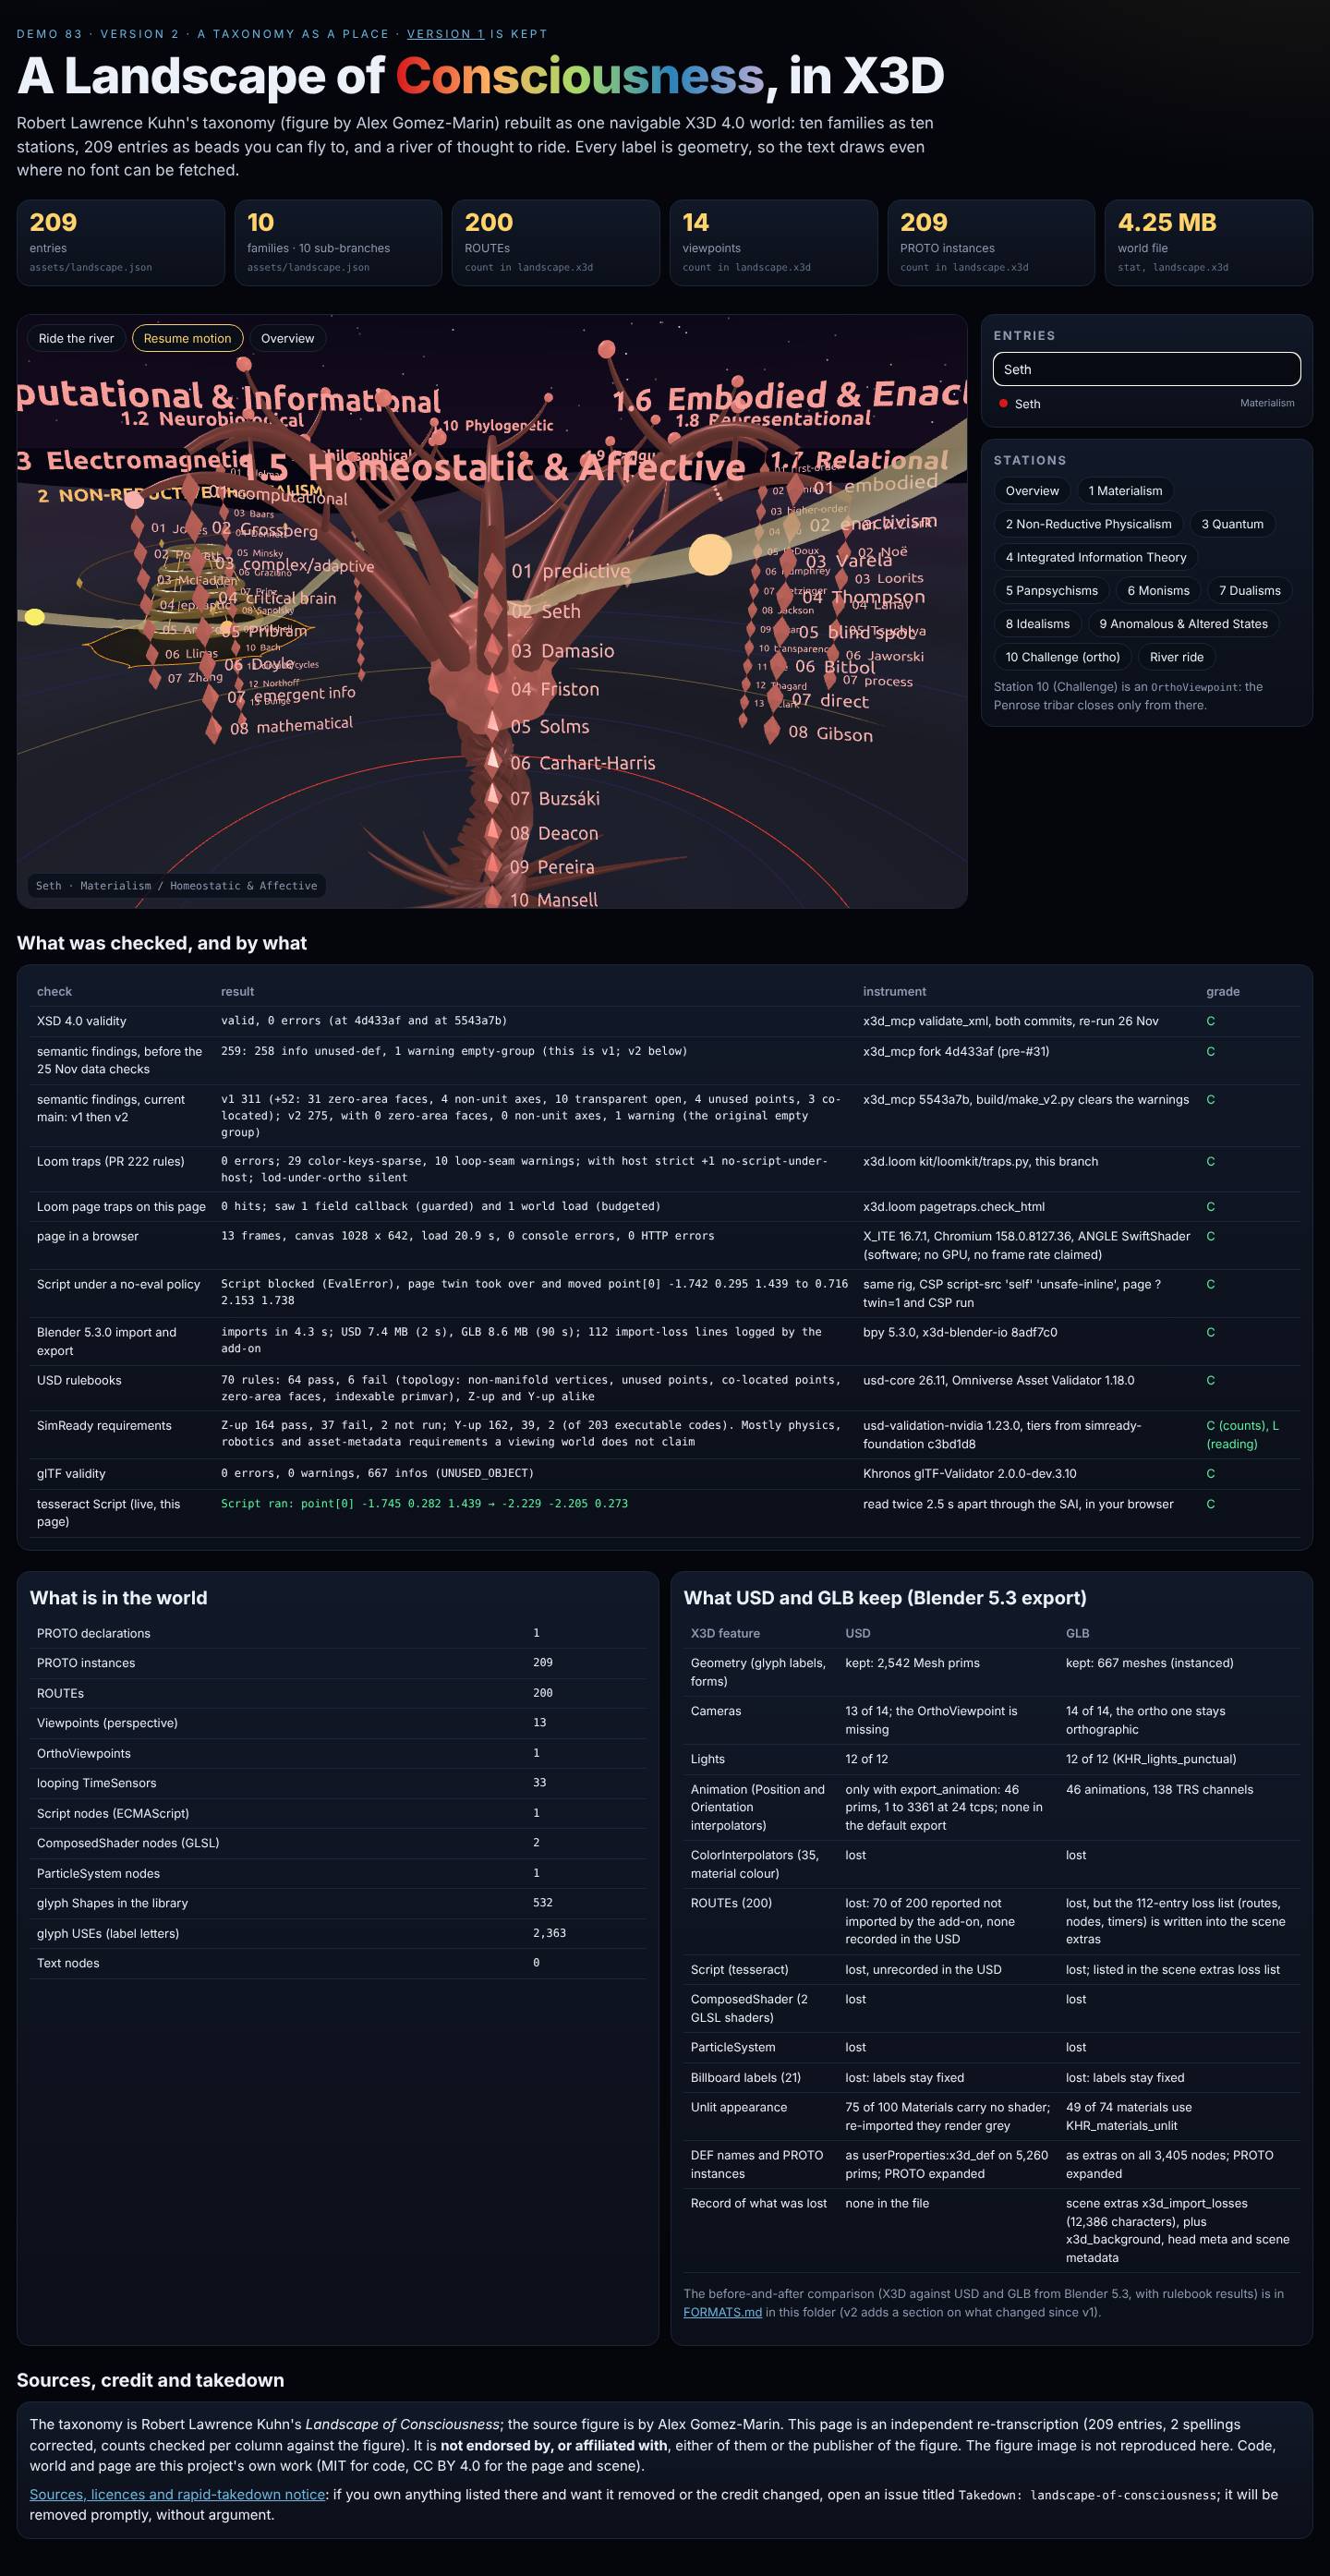 DEMO 83 · VERSION 2 · A TAXONOMY AS A PLACE · VERSION 1 IS KEPT
A Landscape of Consciousness, in X3D
Robert Lawrence Kuhn's taxonomy (figure by Alex Gomez-Marin) rebuilt as one navigable X3D 4.0 world: ten families as ten
stations, 209 entries as beads you can fly to, and a river of thought to ride. Every label is geometry, so the text draws even
where no font can be fetched.
209
entries
assets/landscape.json
10
families · 10 sub-branches
assets/landscape.json
200
ROUTEs
count in landscape.x3d
14
viewpoints
count in landscape.x3d
209
PROTO instances
count in landscape.x3d
4.25 MB
world file
stat, landscape.x3d
Ride the river
Resume motion
Overview
putational & Informational
1.6 Embodied & Enac
1.2 Neurobiological
10 Phylogenetic
1.8 Representational
3 Electromagnetic
5 Homeostatic & Affective
1.7 Relational
01 computational
02 Grossberg
03 complex/adaptive
04 critical brain
05 Pribram
06 Doyle
07 emergent info
08 mathematical
03 Baars
05 Minsky
06 Graziano
07 Prinz
08 Sapolsky
10 Bach
12 Northoff
03 McFadden
06 Llinas
07 Zhang
01 predictive
02 Seth
03 Damasio
04 Friston
05 Solms
06 Carhart-Harris
07 Buzsáki
08 Deacon
09 Pereira
10 Mansell
01 embodied
02 enactivism
03 Varela
04 Thompson
05 blind spot
06 Bitbol
07 direct
08 Gibson
03 higher-order
02 Noë
03 Loorits
04 Lahav
06 Jaworski
07 process
Seth · Materialism / Homeostatic & Affective
ENTRIES
Seth
Seth Materialism
STATIONS
Overview
1 Materialism
2 Non-Reductive Physicalism
3 Quantum
4 Integrated Information Theory
5 Panpsychisms
6 Monisms
7 Dualisms
8 Idealisms
9 Anomalous & Altered States
10 Challenge (ortho)
River ride
Station 10 (Challenge) is an OrthoViewpoint: the
Penrose tribar closes only from there.
What was checked, and by what
check result instrument grade
XSD 4.0 validity
valid, 0 errors (at 4d433af and at 5543a7b)
x3d_mcp validate_xml, both commits, re-run 26 Nov
C
semantic findings, before the
25 Nov data checks
259: 258 info unused-def, 1 warning empty-group (this is v1; v2 below)
x3d_mcp fork 4d433af (pre-#31)
C
semantic findings, current
main: v1 then v2
v1 311 (+52: 31 zero-area faces, 4 non-unit axes, 10 transparent open, 4 unused points, 3 co-
located); v2 275, with 0 zero-area faces, 0 non-unit axes, 1 warning (the original empty
group)
x3d_mcp 5543a7b, build/make_v2.py clears the warnings
C
Loom traps (PR 222 rules)
0 errors; 29 color-keys-sparse, 10 loop-seam warnings; with host strict +1 no-script-under-
host; lod-under-ortho silent
x3d.loom kit/loomkit/traps.py, this branch
C
Loom page traps on this page
0 hits; saw 1 field callback (guarded) and 1 world load (budgeted)
x3d.loom pagetraps.check_html
C
page in a browser
13 frames, canvas 1028 x 642, load 20.9 s, 0 console errors, 0 HTTP errors
X_ITE 16.7.1, Chromium 158.0.8127.36, ANGLE SwiftShader
(software; no GPU, no frame rate claimed)
C
Script under a no-eval policy
Script blocked (EvalError), page twin took over and moved point[0] -1.742 0.295 1.439 to 0.716
2.153 1.738
same rig, CSP script-src 'self' 'unsafe-inline', page ?
twin=1 and CSP run
C
Blender 5.3.0 import and
export
imports in 4.3 s; USD 7.4 MB (2 s), GLB 8.6 MB (90 s); 112 import-loss lines logged by the
add-on
bpy 5.3.0, x3d-blender-io 8adf7c0
C
USD rulebooks
70 rules: 64 pass, 6 fail (topology: non-manifold vertices, unused points, co-located points,
zero-area faces, indexable primvar), Z-up and Y-up alike
usd-core 26.11, Omniverse Asset Validator 1.18.0
C
SimReady requirements
Z-up 164 pass, 37 fail, 2 not run; Y-up 162, 39, 2 (of 203 executable codes). Mostly physics,
robotics and asset-metadata requirements a viewing world does not claim
usd-validation-nvidia 1.23.0, tiers from simready-
foundation c3bd1d8
C (counts), L
(reading)
glTF validity
0 errors, 0 warnings, 667 infos (UNUSED_OBJECT)
Khronos glTF-Validator 2.0.0-dev.3.10
C
tesseract Script (live, this
page)
Script ran: point[0] -1.745 0.282 1.439 → -2.229 -2.205 0.273
read twice 2.5 s apart through the SAI, in your browser
C
What is in the world
PROTO declarations 1
PROTO instances 209
ROUTEs 200
Viewpoints (perspective) 13
OrthoViewpoints 1
looping TimeSensors 33
Script nodes (ECMAScript) 1
ComposedShader nodes (GLSL) 2
ParticleSystem nodes 1
glyph Shapes in the library 532
glyph USEs (label letters) 2,363
Text nodes 0
What USD and GLB keep (Blender 5.3 export)
X3D feature USD GLB
Geometry (glyph labels,
forms)
kept: 2,542 Mesh prims
kept: 667 meshes (instanced)
Cameras
13 of 14; the OrthoViewpoint is
missing
14 of 14, the ortho one stays
orthographic
Lights
12 of 12
12 of 12 (KHR_lights_punctual)
Animation (Position and
Orientation
interpolators)
only with export_animation: 46
prims, 1 to 3361 at 24 tcps; none in
the default export
46 animations, 138 TRS channels
ColorInterpolators (35,
material colour)
lost
lost
ROUTEs (200)
lost: 70 of 200 reported not
imported by the add-on, none
recorded in the USD
lost, but the 112-entry loss list (routes,
nodes, timers) is written into the scene
extras
Script (tesseract)
lost, unrecorded in the USD
lost; listed in the scene extras loss list
ComposedShader (2
GLSL shaders)
lost
lost
ParticleSystem
lost
lost
Billboard labels (21)
lost: labels stay fixed
lost: labels stay fixed
Unlit appearance
75 of 100 Materials carry no shader;
re-imported they render grey
49 of 74 materials use
KHR_materials_unlit
DEF names and PROTO
instances
as userProperties:x3d_def on 5,260
prims; PROTO expanded
as extras on all 3,405 nodes; PROTO
expanded
Record of what was lost
none in the file
scene extras x3d_import_losses
(12,386 characters), plus
x3d_background, head meta and scene
metadata
The before-and-after comparison (X3D against USD and GLB from Blender 5.3, with rulebook results) is in
FORMATS.md in this folder (v2 adds a section on what changed since v1).
Sources, credit and takedown
The taxonomy is Robert Lawrence Kuhn's Landscape of Consciousness; the source figure is by Alex Gomez-Marin. This page is an independent re-transcription (209 entries, 2 spellings
corrected, counts checked per column against the figure). It is not endorsed by, or affiliated with, either of them or the publisher of the figure. The figure image is not reproduced here. Code,
world and page are this project's own work (MIT for code, CC BY 4.0 for the page and scene).
Sources, licences and rapid-takedown notice: if you own anything listed there and want it removed or the credit changed, open an issue titled Takedown: landscape-of-consciousness; it will be
removed promptly, without argument.